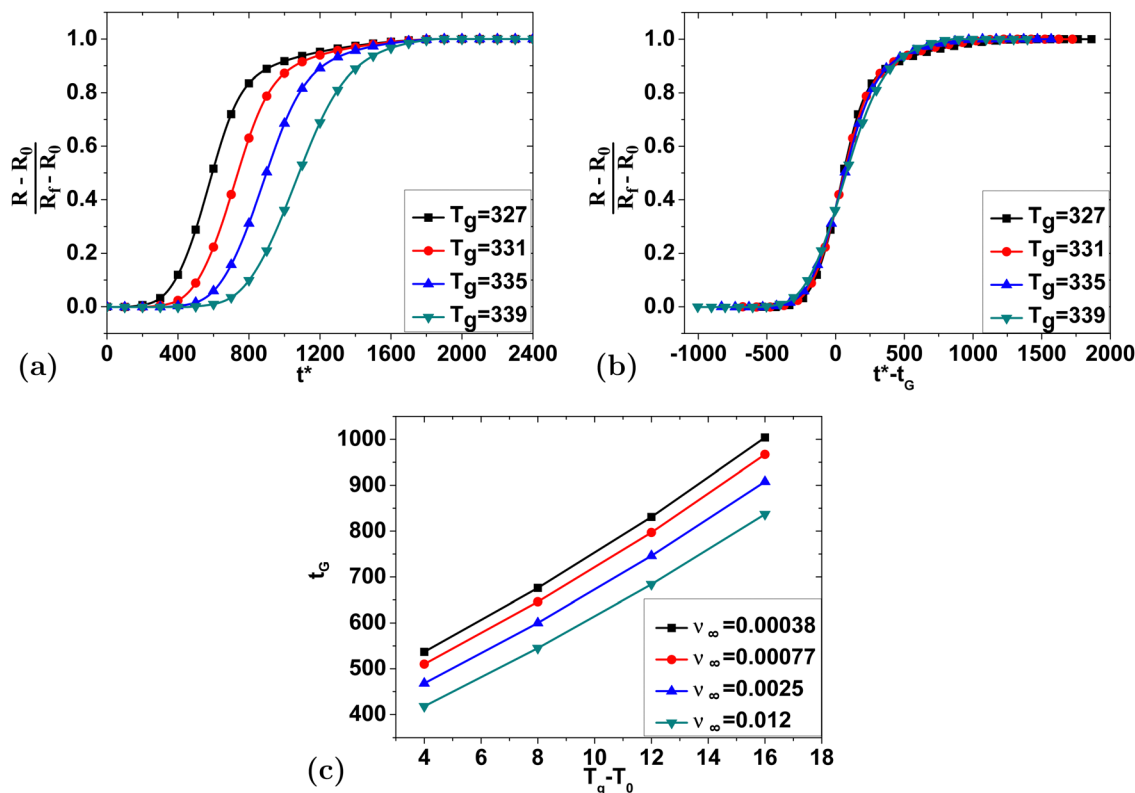 1.0
0.8
0.6
0.4
0.2
0.0
R - R0
Rf - R0
Tg=327
Tg=331
Tg=335
Tg=339
0 400 800 1200 1600 2000 2400
t*
(a)
1.0
0.8
0.6
0.4
0.2
0.0
R - R0
Rf - R0
Tg=327
Tg=331
Tg=335
Tg=339
-1000 -500 0 500 1000 1500 2000
t*-tG
(b)
1000
900
800
700
600
500
400
tG
ν∞=0.00038
ν∞=0.00077
ν∞=0.0025
ν∞=0.012
4 6 8 10 12 14 16 18
Tg-T0
(c)